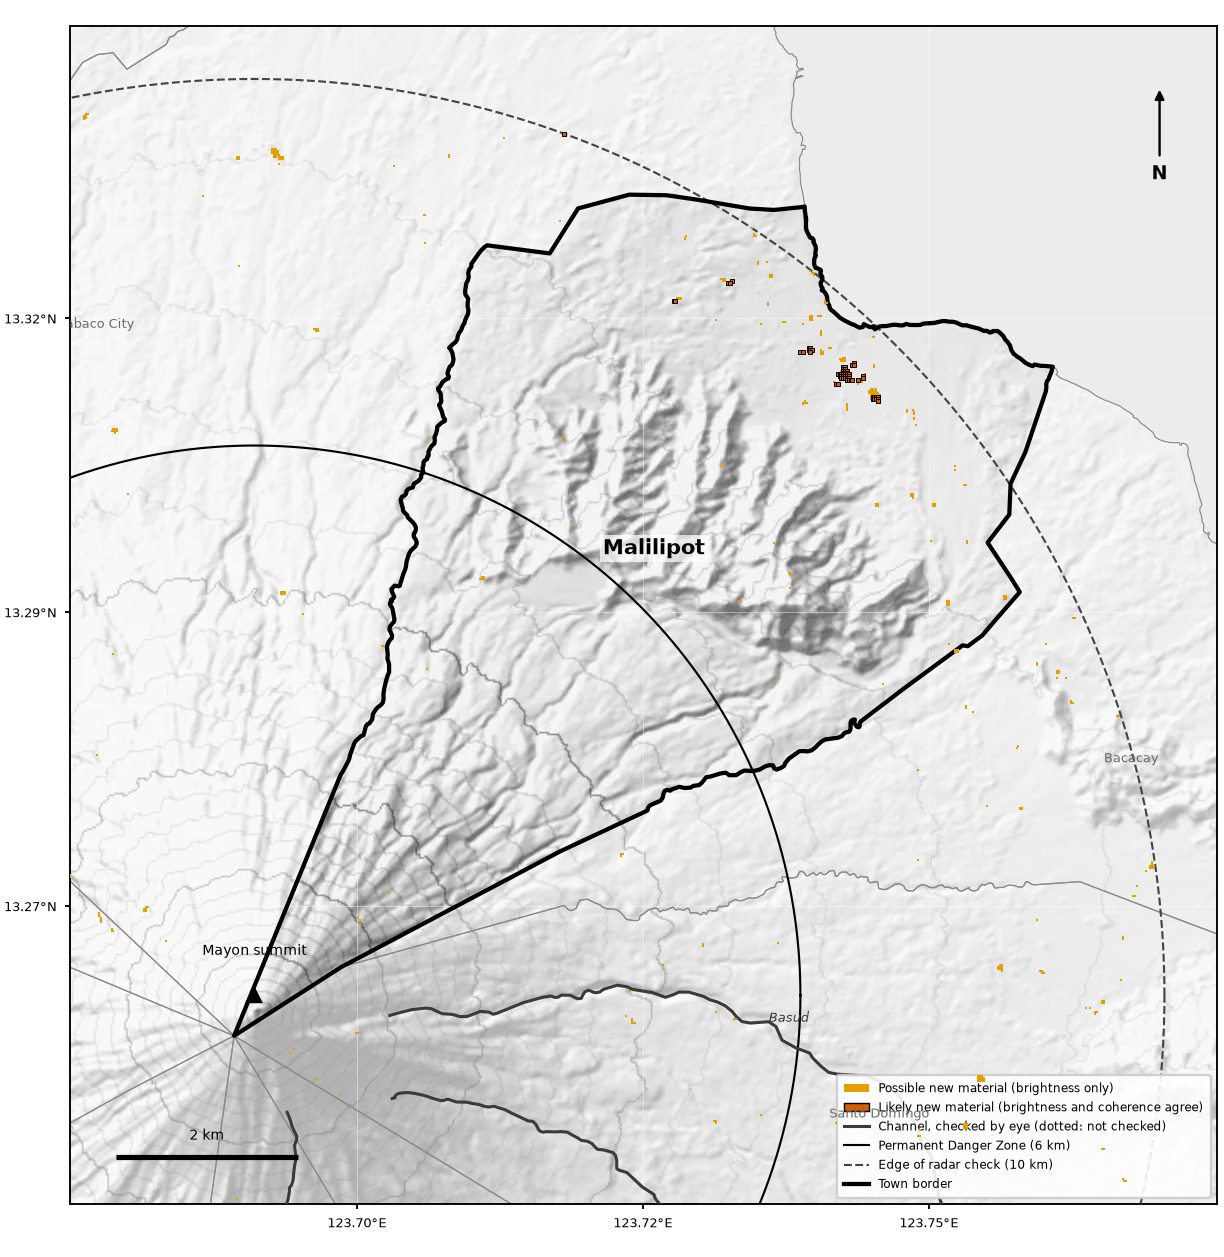 N
13.32°N
abaco City
Malilipot
13.29°N
Bacacay
13.27°N
Mayon summit
Basud
2 km
Santo Domingo
Possible new material (brightness only)
Likely new material (brightness and coherence agree)
Channel, checked by eye (dotted: not checked)
Permanent Danger Zone (6 km)
Edge of radar check (10 km)
Town border
123.70°E
123.72°E
123.75°E